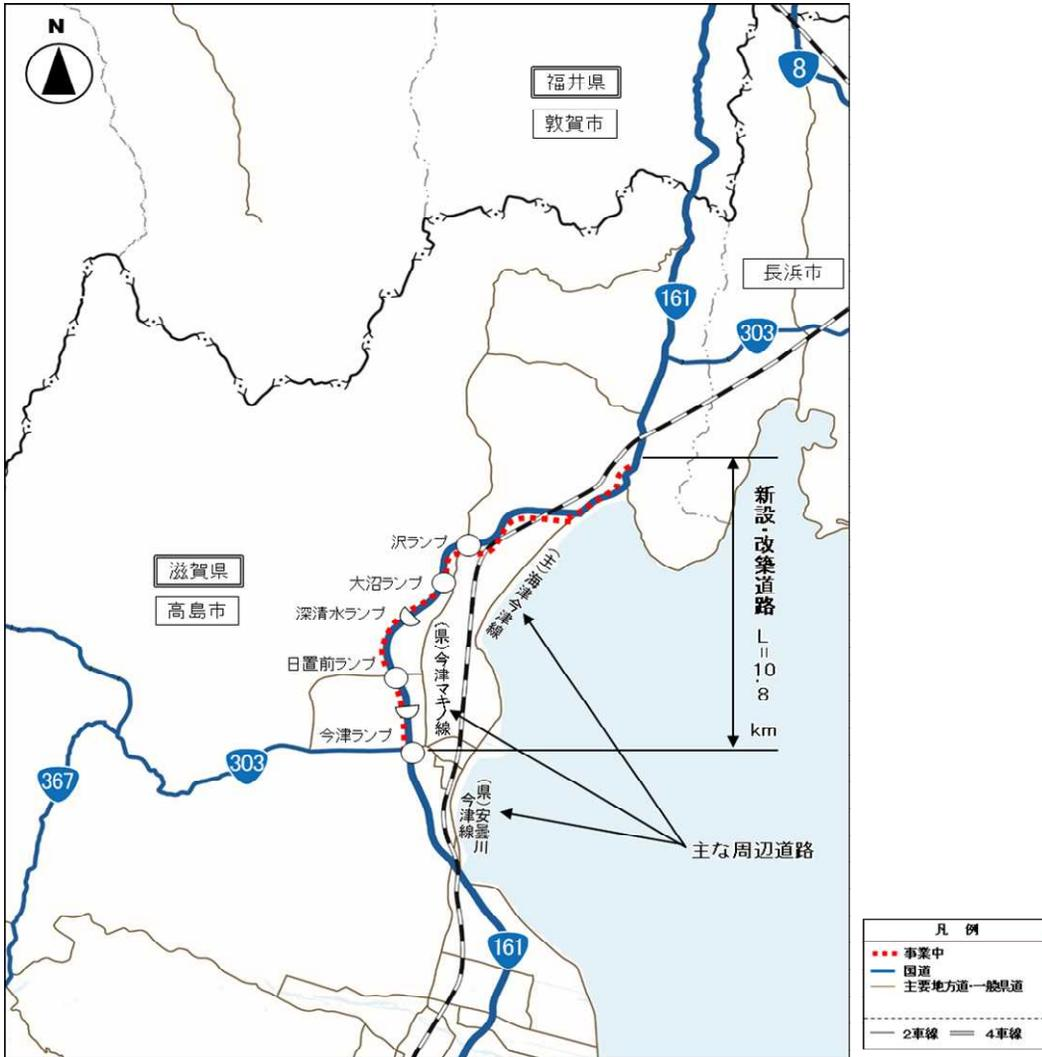 N
福井県
敦賀市
8
長浜市
161
303
新設・改築道路 L=10.8 km
沢ランプ
大沼ランプ
深清水ランプ
日置前ランプ
今津ランプ
滋賀県
高島市
(主)海津今津線
(県)今津マキノ線
(県)安曇川
今津線
303
367
主な周辺道路
161
凡 例
事業中
国道
主要地方道・一般県道
2車線 4車線